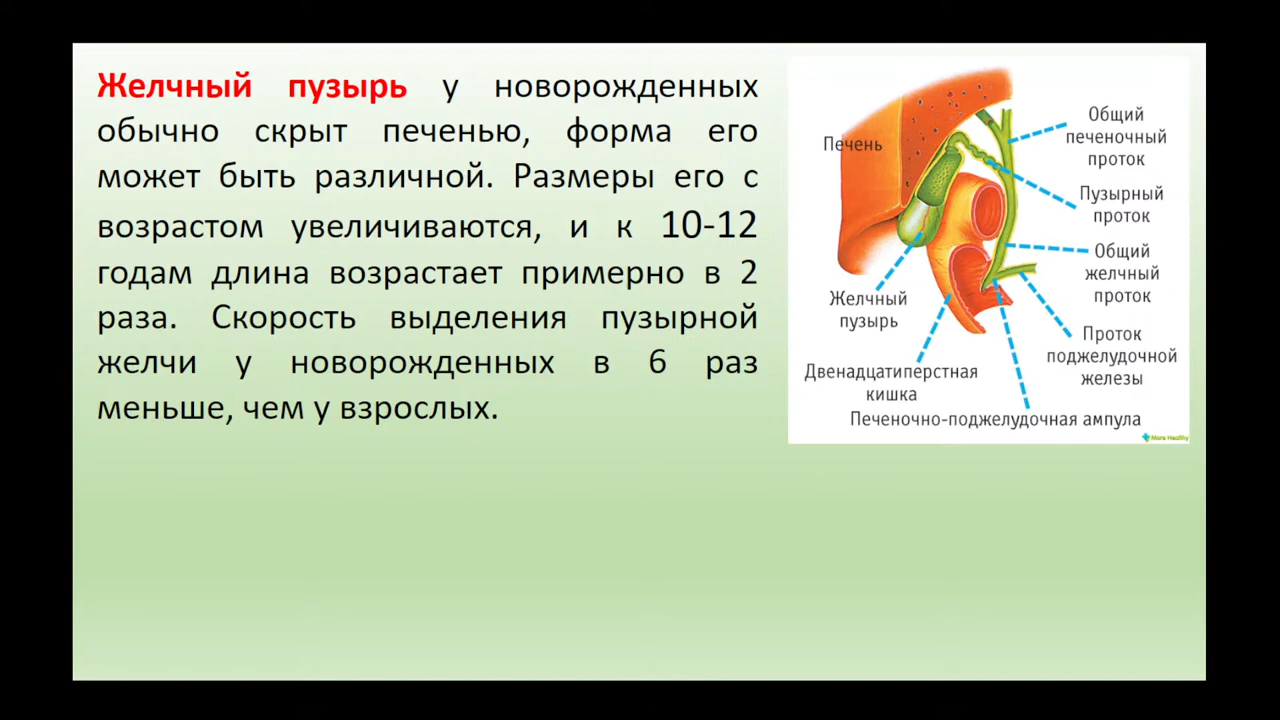 Желчный пузырь у новорожденных
обычно скрыт печенью, форма его
может быть различной. Размеры его с
возрастом увеличиваются, и к 10-12
годам длина возрастает примерно в 2
раза. Скорость выделения пузырной
желчи у новорожденных в 6 раз
меньше, чем у взрослых.
Печень
Общий
печеночный
проток
Пузырный
проток
Общий
желчный
проток
Желчный
пузырь
Проток
поджелудочной
железы
Двенадцатиперстная
кишка
Печеночно-поджелудочная ампула
More Healthy